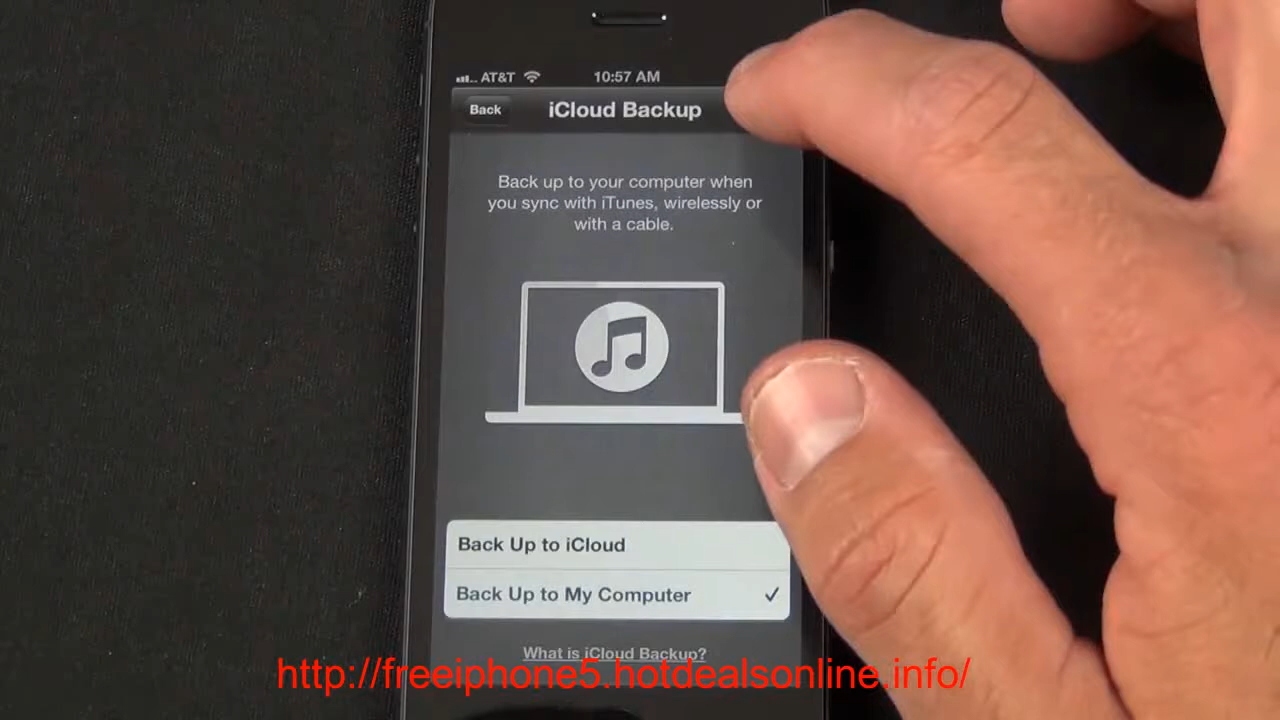 AT&T 10:57 AM
Back iCloud Backup
Back up to your computer when
you sync with iTunes, wirelessly or
with a cable.
Back Up to iCloud
Back Up to My Computer ✓
What is iCloud Backup?
http://freeiphone5.hotdealsonline.info/